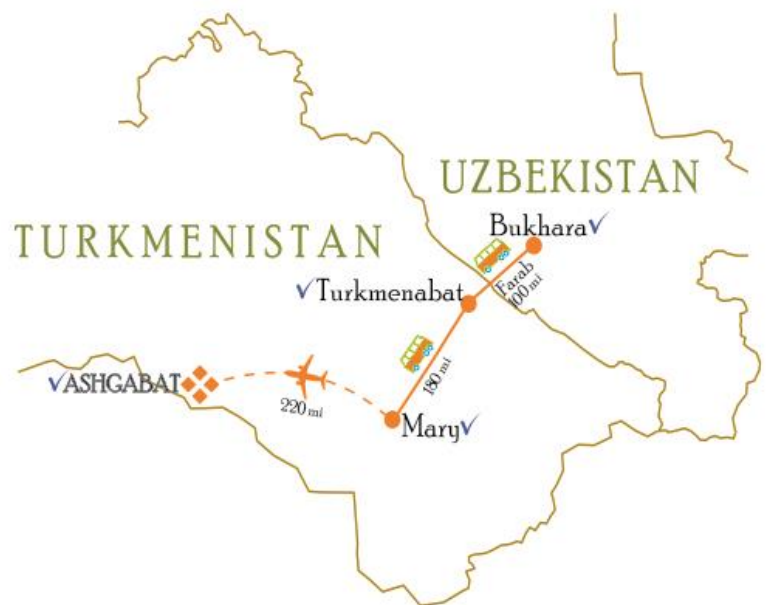 UZBEKISTAN
Bukhara
TURKMENISTAN
Farab
100 mi
Turkmenabat
180 mi
ASHGABAT
220 mi
Mary